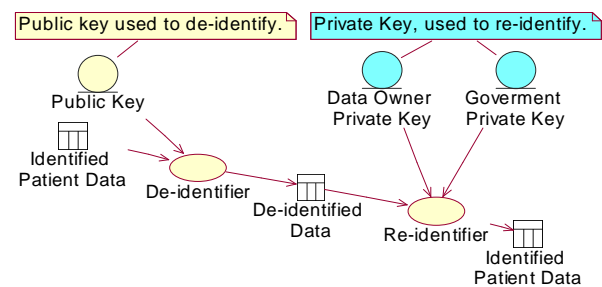 Public key used to de-identify.
Private Key, used to re-identify.
Public Key
Data Owner
Private Key
Goverment
Private Key
Identified
Patient Data
De-identifier
De-identified
Data
Re-identifier
Identified
Patient Data